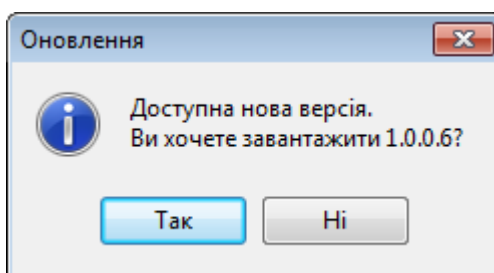 Оновлення
Доступна нова версія.
Ви хочете завантажити 1.0.0.6?
Так
Ні